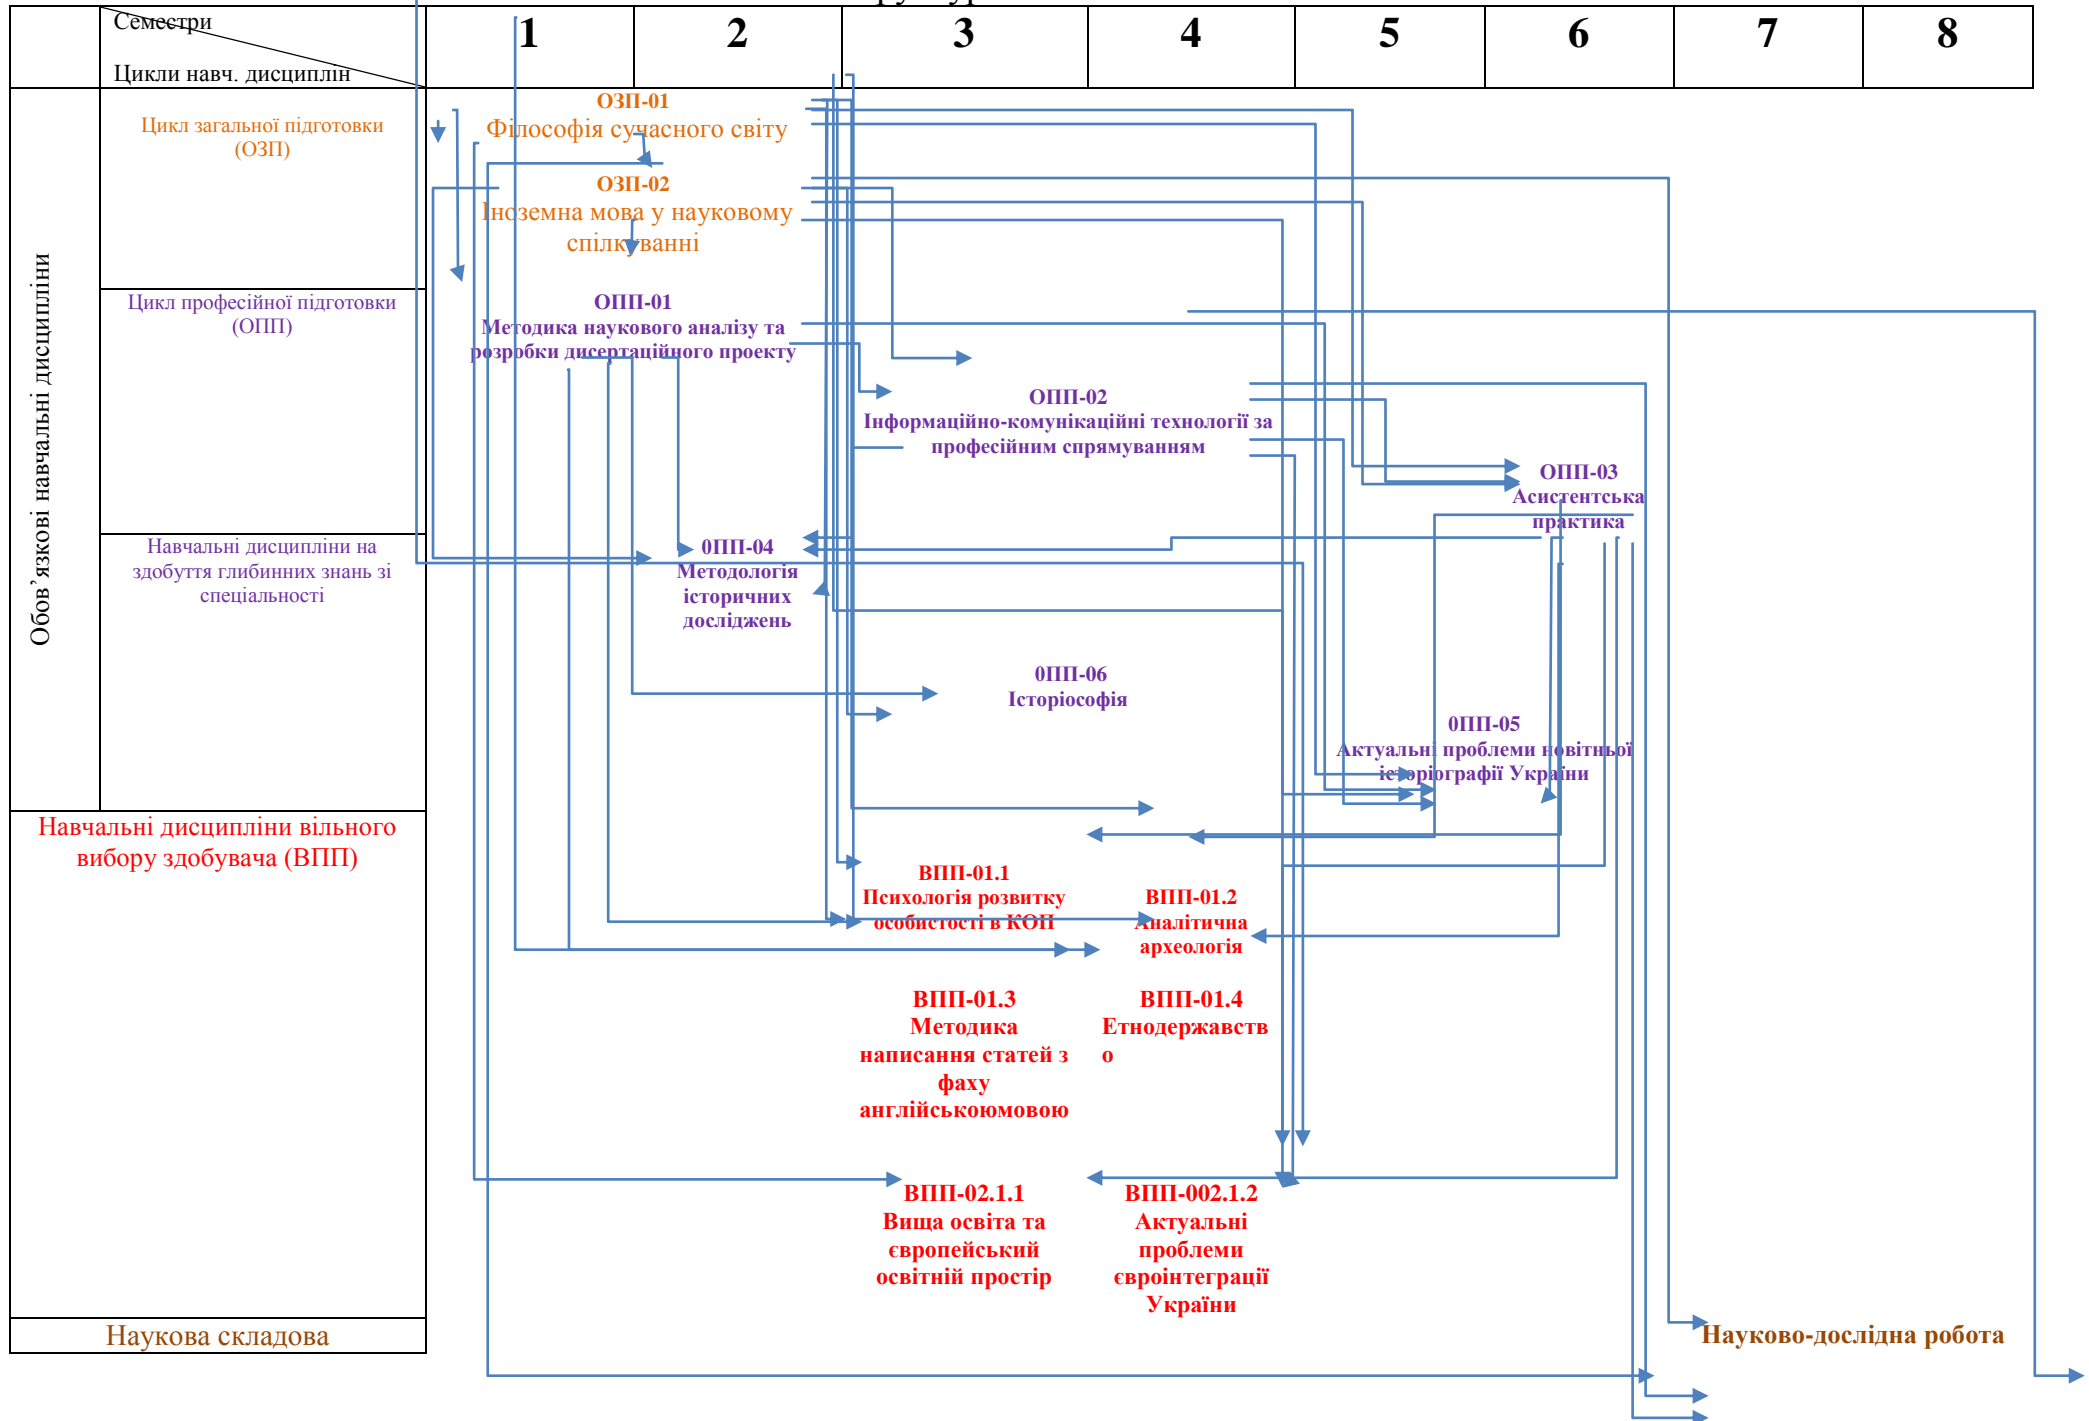 Семестри
Цикли навч. дисциплін
1
2
3
4
5
6
7
8
Обов’язкові навчальні дисципліни
Цикл загальної підготовки
(ОЗП)
ОЗП-01
Філософія сучасного світу
ОЗП-02
Іноземна мова у науковому
спілкуванні
Цикл професійної підготовки
(ОПП)
ОПП-01
Методика наукового аналізу та
розробки дисертаційного проекту
ОПП-02
Інформаційно-комунікаційні технології за
професійним спрямуванням
ОПП-03
Асистентська
практика
Навчальні дисципліни на
здобуття глибинних знань зі
спеціальності
0ПП-04
Методологія
історичних
досліджень
0ПП-06
Історіософія
0ПП-05
Актуальні проблеми новітньої
історіографії України
Навчальні дисципліни вільного
вибору здобувача (ВПП)
ВПП-01.1
Психологія розвитку
особистості в КОП
ВПП-01.2
Аналітична
археологія
ВПП-01.3
Методика
написання статей з
фаху
англійськоюмовою
ВПП-01.4
Етнодержавств
о
ВПП-02.1.1
Вища освіта та
європейський
освітній простір
ВПП-002.1.2
Актуальні
проблеми
євроінтеграції
України
Наукова складова
Науково-дослідна робота